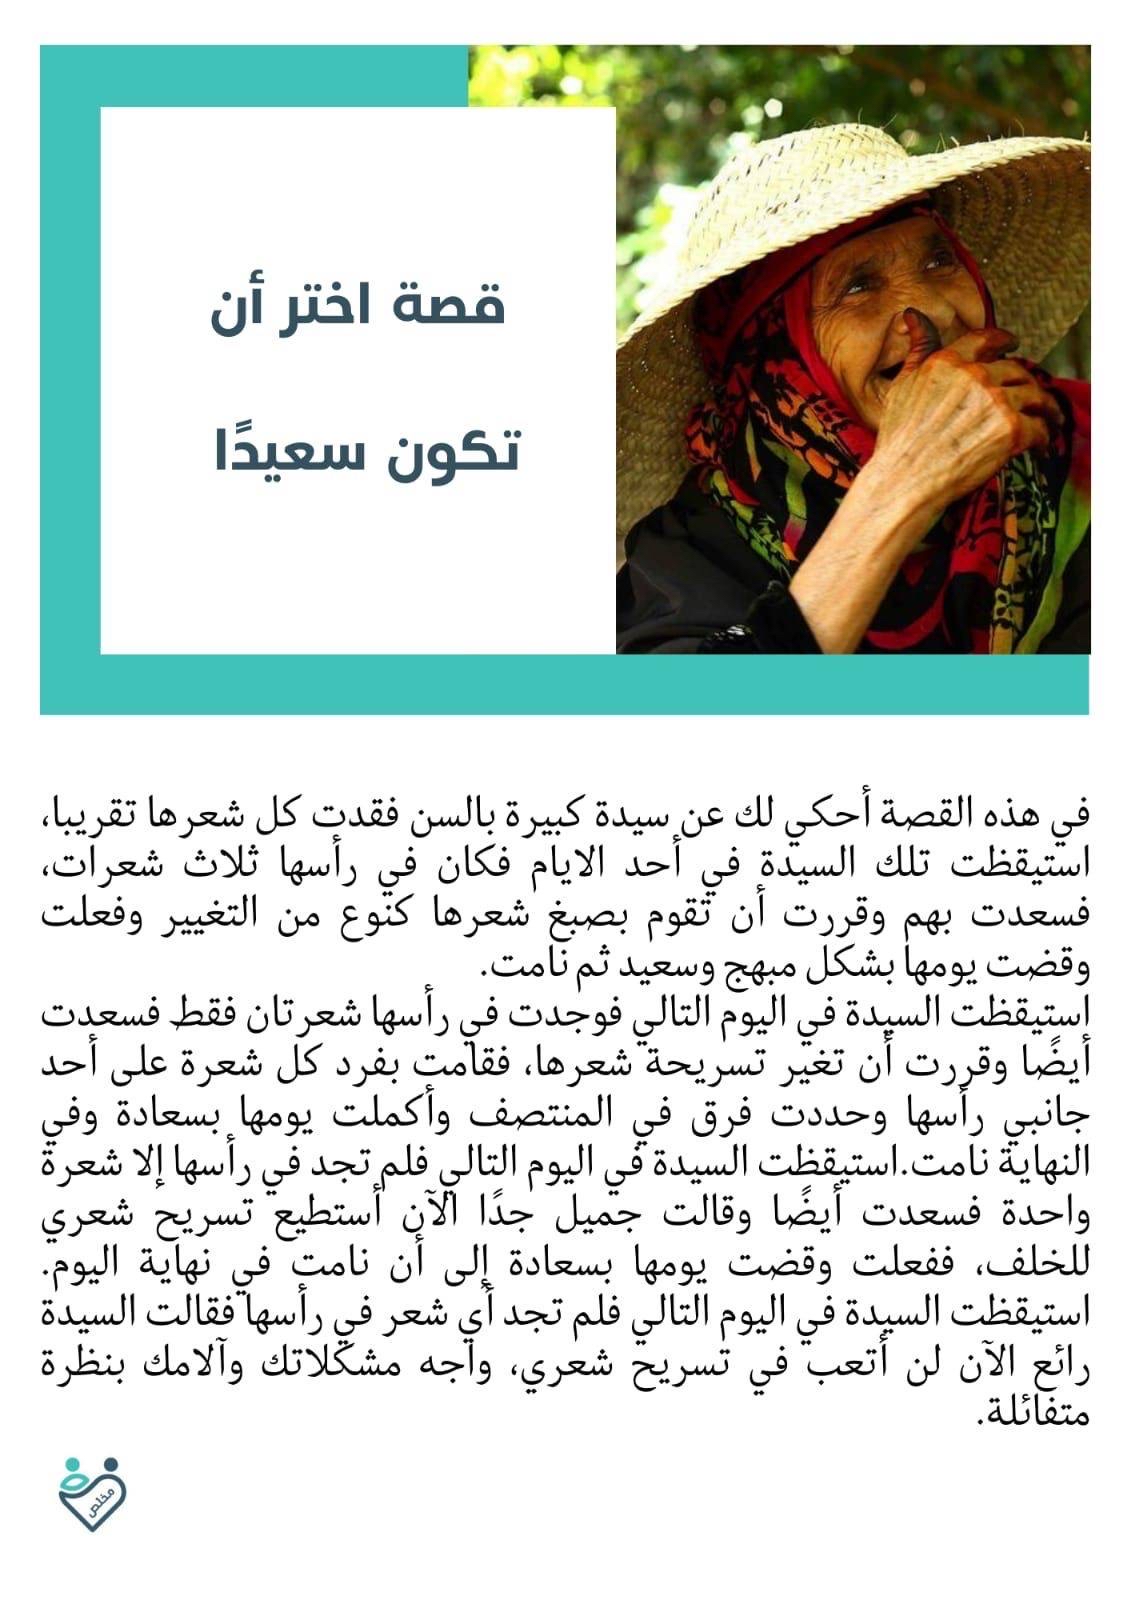 قصة اختر أن
تكون سعيدًا
في هذه القصة أحكي لك عن سيدة كبيرة بالسن فقدت كل شعرها تقريبا،
استيقظت تلك السيدة في أحد الايام فكان في رأسها ثلاث شعرات،
فسعدت بهم وقررت أن تقوم بصبغ شعرها كنوع من التغيير وفعلت
وقضت يومها بشكل مبهج وسعيد ثم نامت.
استيقظت السيدة في اليوم التالي فوجدت في رأسها شعرتان فقط فسعدت
أيضًا وقررت أن تغير تسريحة شعرها، فقامت بفرد كل شعرة على أحد
جانبي رأسها وحددت فرق في المنتصف وأكملت يومها بسعادة وفي
النهاية نامت.استيقظت السيدة في اليوم التالي فلم تجد في رأسها إلا شعرة
واحدة فسعدت أيضًا وقالت جميل جدًا الآن أستطيع تسريح شعري
للخلف، ففعلت وقضت يومها بسعادة إلى أن نامت في نهاية اليوم.
استيقظت السيدة في اليوم التالي فلم تجد أي شعر في رأسها فقالت السيدة
رائع الآن لن أتعب في تسريح شعري، واجه مشكلاتك وآلامك بنظرة
متفائلة.
مخلص